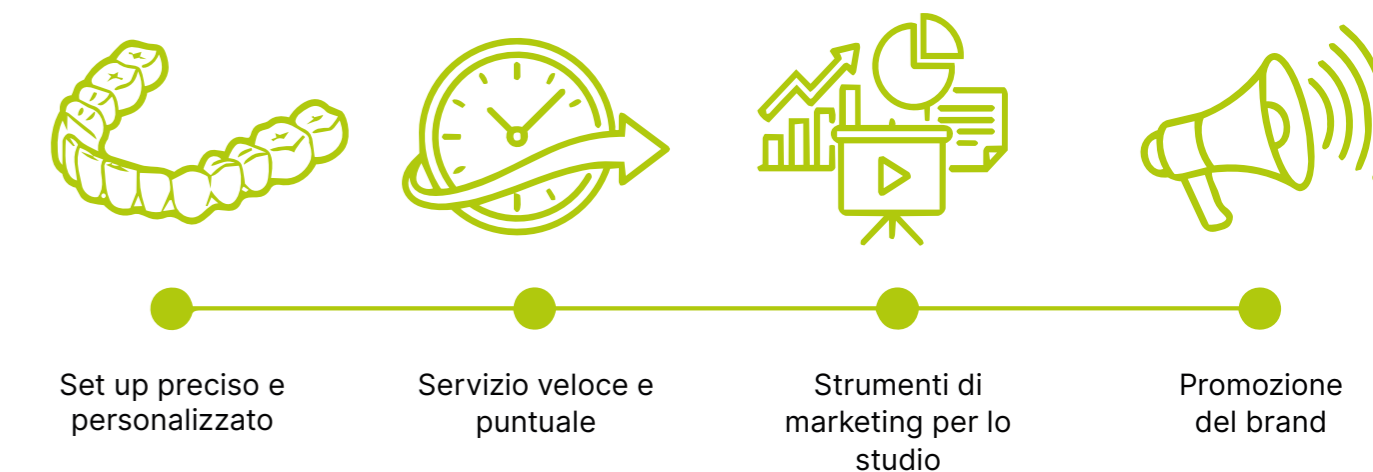 Set up preciso e
personalizzato
Servizio veloce e
puntuale
Strumenti di
marketing per lo
studio
Promozione
del brand